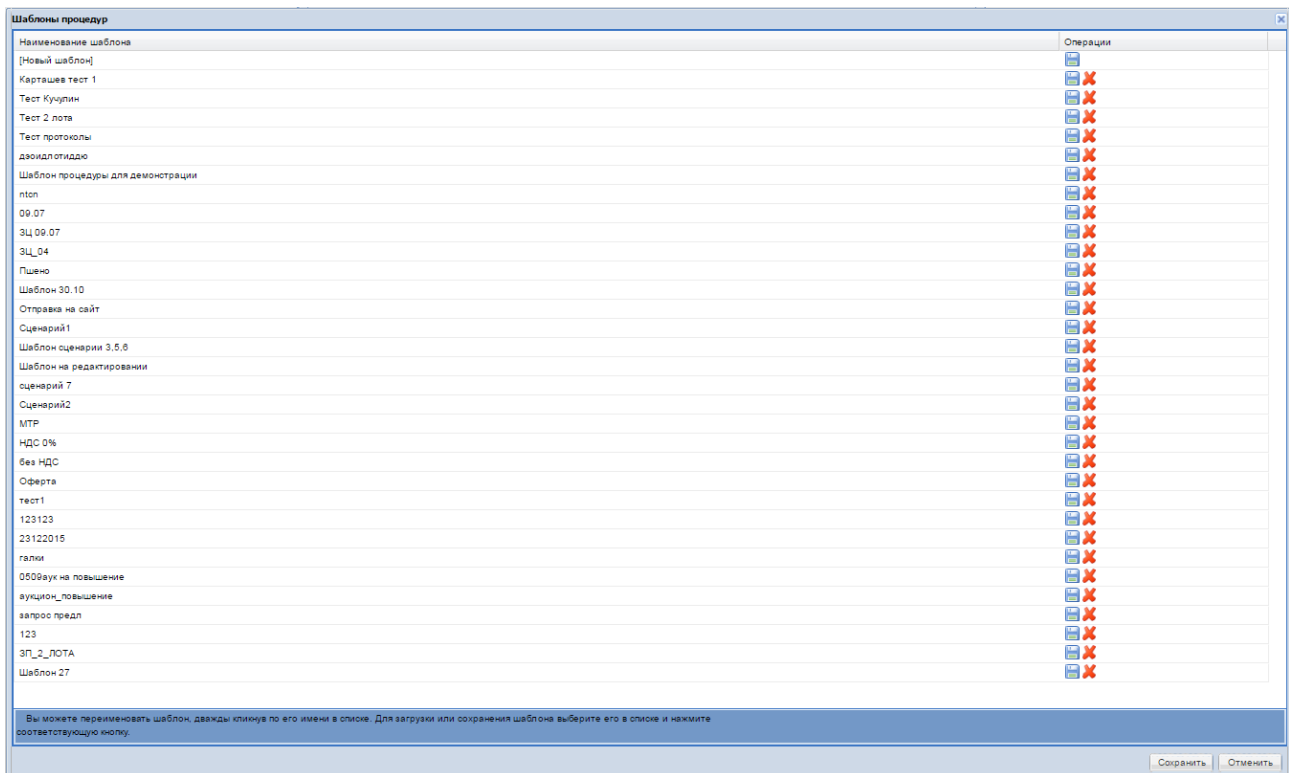 Шаблоны процедур
Наименование шаблона Операции
[Новый шаблон]
Карташев тест 1
Тест Кучулин
Тест 2 лота
Тест протоколы
дэоидлотиддю
Шаблон процедуры для демонстрации
ntcn
09.07
ЗЦ 09.07
ЗЦ_04
Пшено
Шаблон 30.10
Отправка на сайт
Сценарий1
Шаблон сценарии 3,5,6
Шаблон на редактировании
сценарий 7
Сценарий2
МТР
НДС 0%
без НДС
Оферта
тест1
123123
23122015
галки
0509аук на повышение
аукцион_повышение
запрос предл
123
ЗП_2_ЛОТА
Шаблон 27
Вы можете переименовать шаблон, дважды кликнув по его имени в списке. Для загрузки или сохранения шаблона выберите его в списке и нажмите
соответствующую кнопку.
Сохранить Отменить